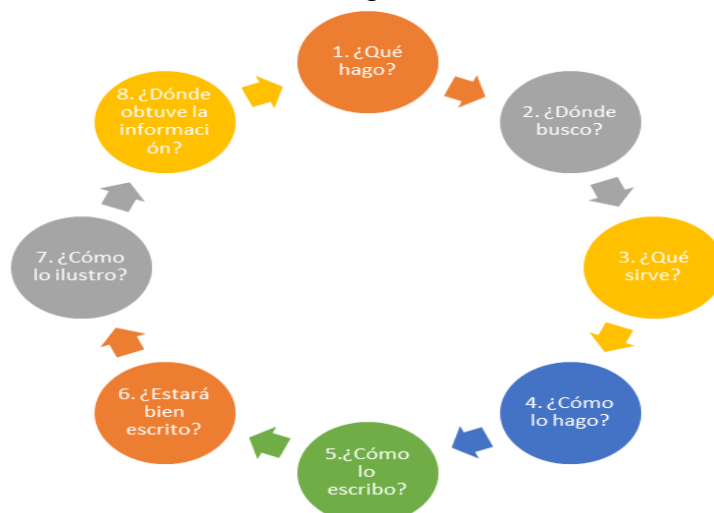 1. ¿Qué
hago?
2. ¿Dónde
busco?
3. ¿Qué
sirve?
4. ¿Cómo
lo hago?
5.¿Cómo
lo
escribo?
6. ¿Estará
bien
escrito?
7. ¿Cómo
lo ilustro?
8. ¿Dónde
obtuve la
informaci
ón?